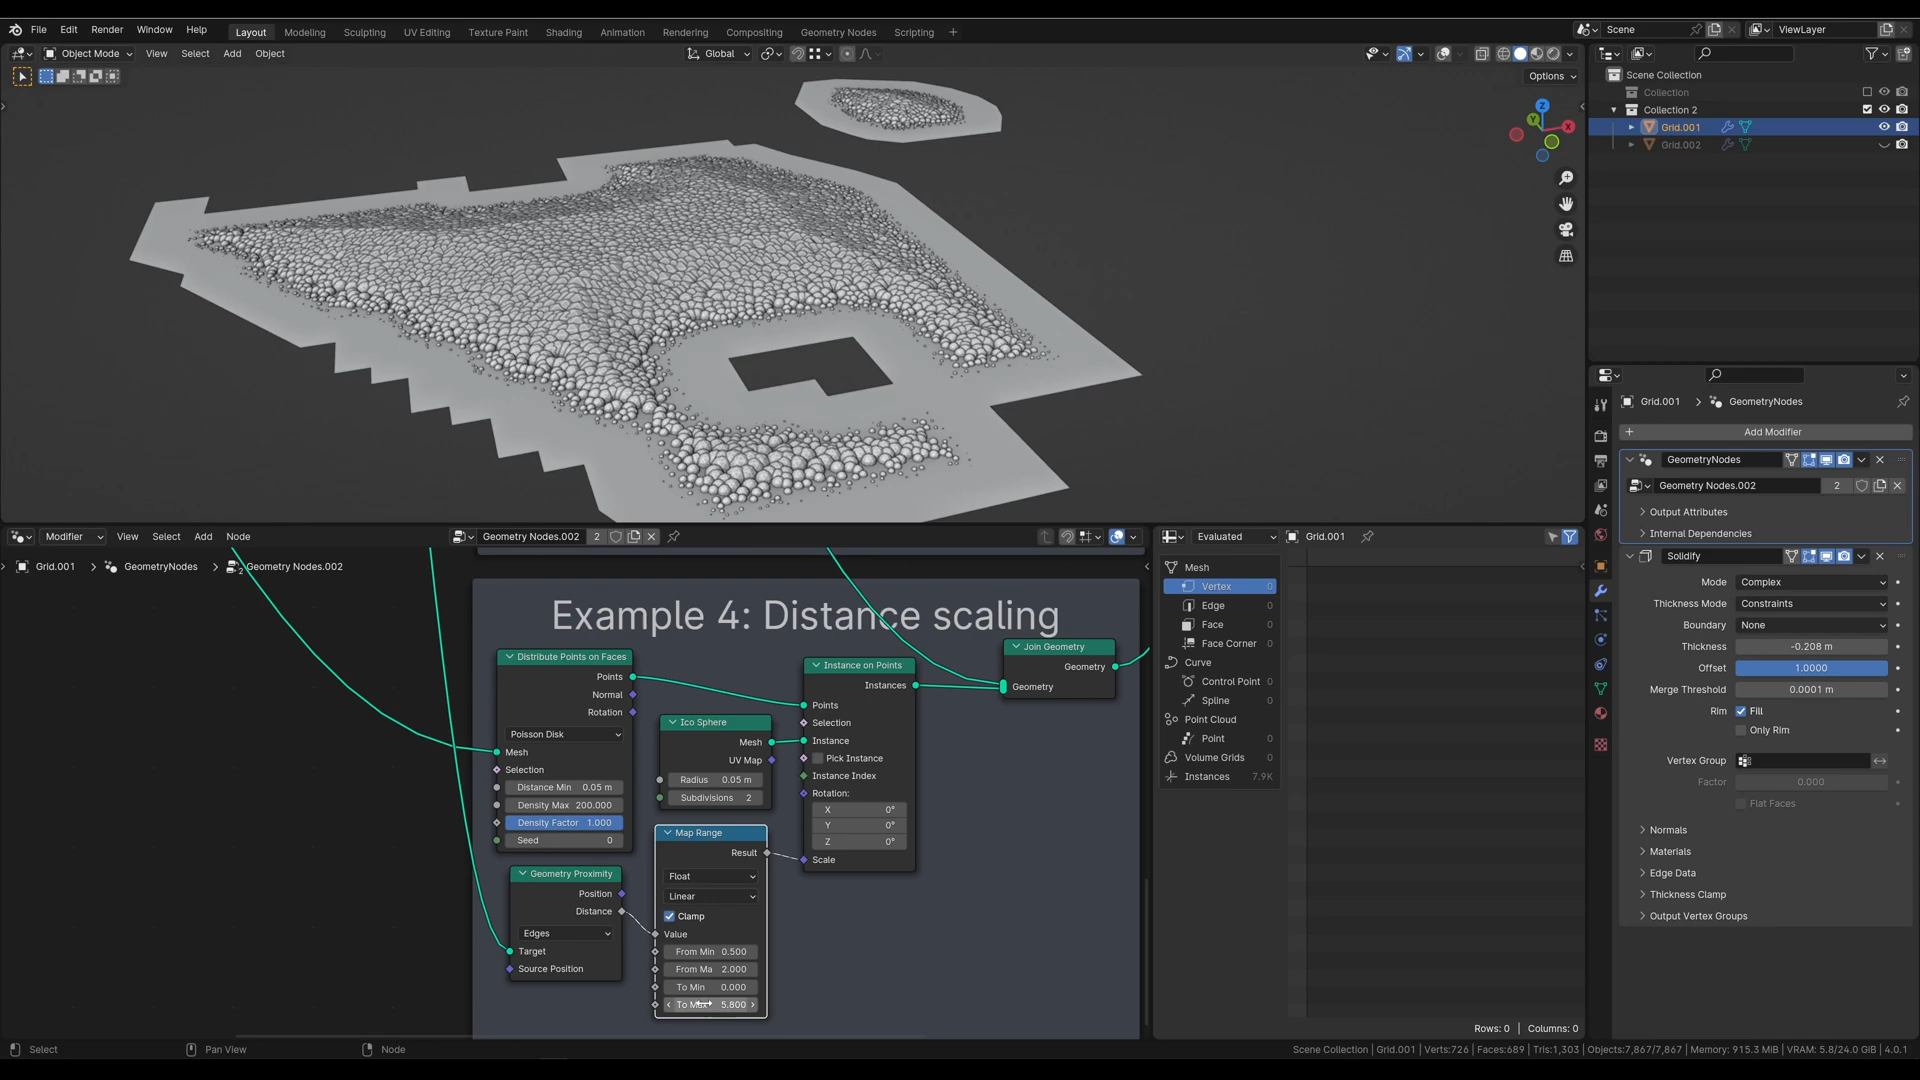 File Edit Render Window Help Layout Modeling Sculpting UV Editing Texture Paint Shading Animation Rendering Compositing Geometry Nodes Scripting Scene ViewLayer
Object Mode View Select Add Object Global
Options
Z
Y
X
Scene Collection
Collection
Collection 2
Grid.001
Grid.002
Modifier View Select Add Node Geometry Nodes.002 2
Grid.001 GeometryNodes 2 Geometry Nodes.002
Example 4: Distance scaling
Distribute Points on Faces
Points
Normal
Rotation
Poisson Disk
Mesh
Selection
Distance Min 0.05 m
Density Max 200.000
Density Factor 1.000
Seed 0
Geometry Proximity
Position
Distance
Edges
Target
Source Position
Ico Sphere
Mesh
UV Map
Radius 0.05 m
Subdivisions 2
Map Range
Result
Float
Linear
Clamp
Value
From Min 0.500
From Ma 2.000
To Min 0.000
To Max 5.800
Instance on Points
Instances
Points
Selection
Instance
Pick Instance
Instance Index
Rotation:
X 0°
Y 0°
Z 0°
Scale
Join Geometry
Geometry
Geometry
Evaluated Grid.001
Mesh
Vertex 0
Edge 0
Face 0
Face Corner 0
Curve
Control Point 0
Spline 0
Point Cloud
Point 0
Volume Grids 0
Instances 7.9K
Rows: 0 | Columns: 0
Grid.001 GeometryNodes
Add Modifier
GeometryNodes
Geometry Nodes.002 2
Output Attributes
Internal Dependencies
Solidify
Mode Complex
Thickness Mode Constraints
Boundary None
Thickness -0.208 m
Offset 1.0000
Merge Threshold 0.0001 m
Rim Fill
Only Rim
Vertex Group
Factor 0.000
Flat Faces
Normals
Materials
Edge Data
Thickness Clamp
Output Vertex Groups
Select Pan View Node Scene Collection | Grid.001 | Verts:726 | Faces:689 | Tris:1,303 | Objects:7,867/7,867 | Memory: 915.3 MiB | VRAM: 5.8/24.0 GiB | 4.0.1